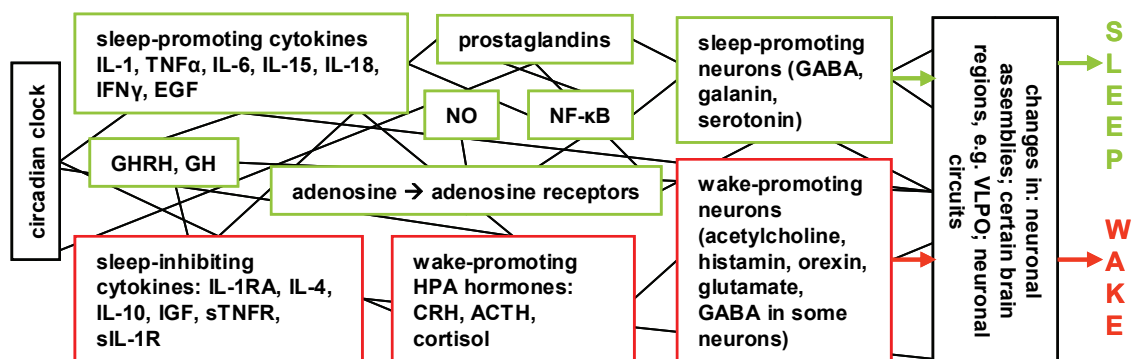 circadian clock
sleep-promoting cytokines
IL-1, TNFα, IL-6, IL-15, IL-18,
IFNγ, EGF
prostaglandins
NO
NF-κB
GHRH, GH
adenosine → adenosine receptors
sleep-inhibiting
cytokines: IL-1RA, IL-4,
IL-10, IGF, sTNFR,
sIL-1R
wake-promoting
HPA hormones:
CRH, ACTH,
cortisol
sleep-promoting
neurons (GABA,
galanin,
serotonin)
wake-promoting
neurons
(acetylcholine,
histamin, orexin,
glutamate,
GABA in some
neurons)
changes in: neuronal
assemblies; certain brain
regions, e.g. VLPO; neuronal
circuits
SLEEP
WAKE